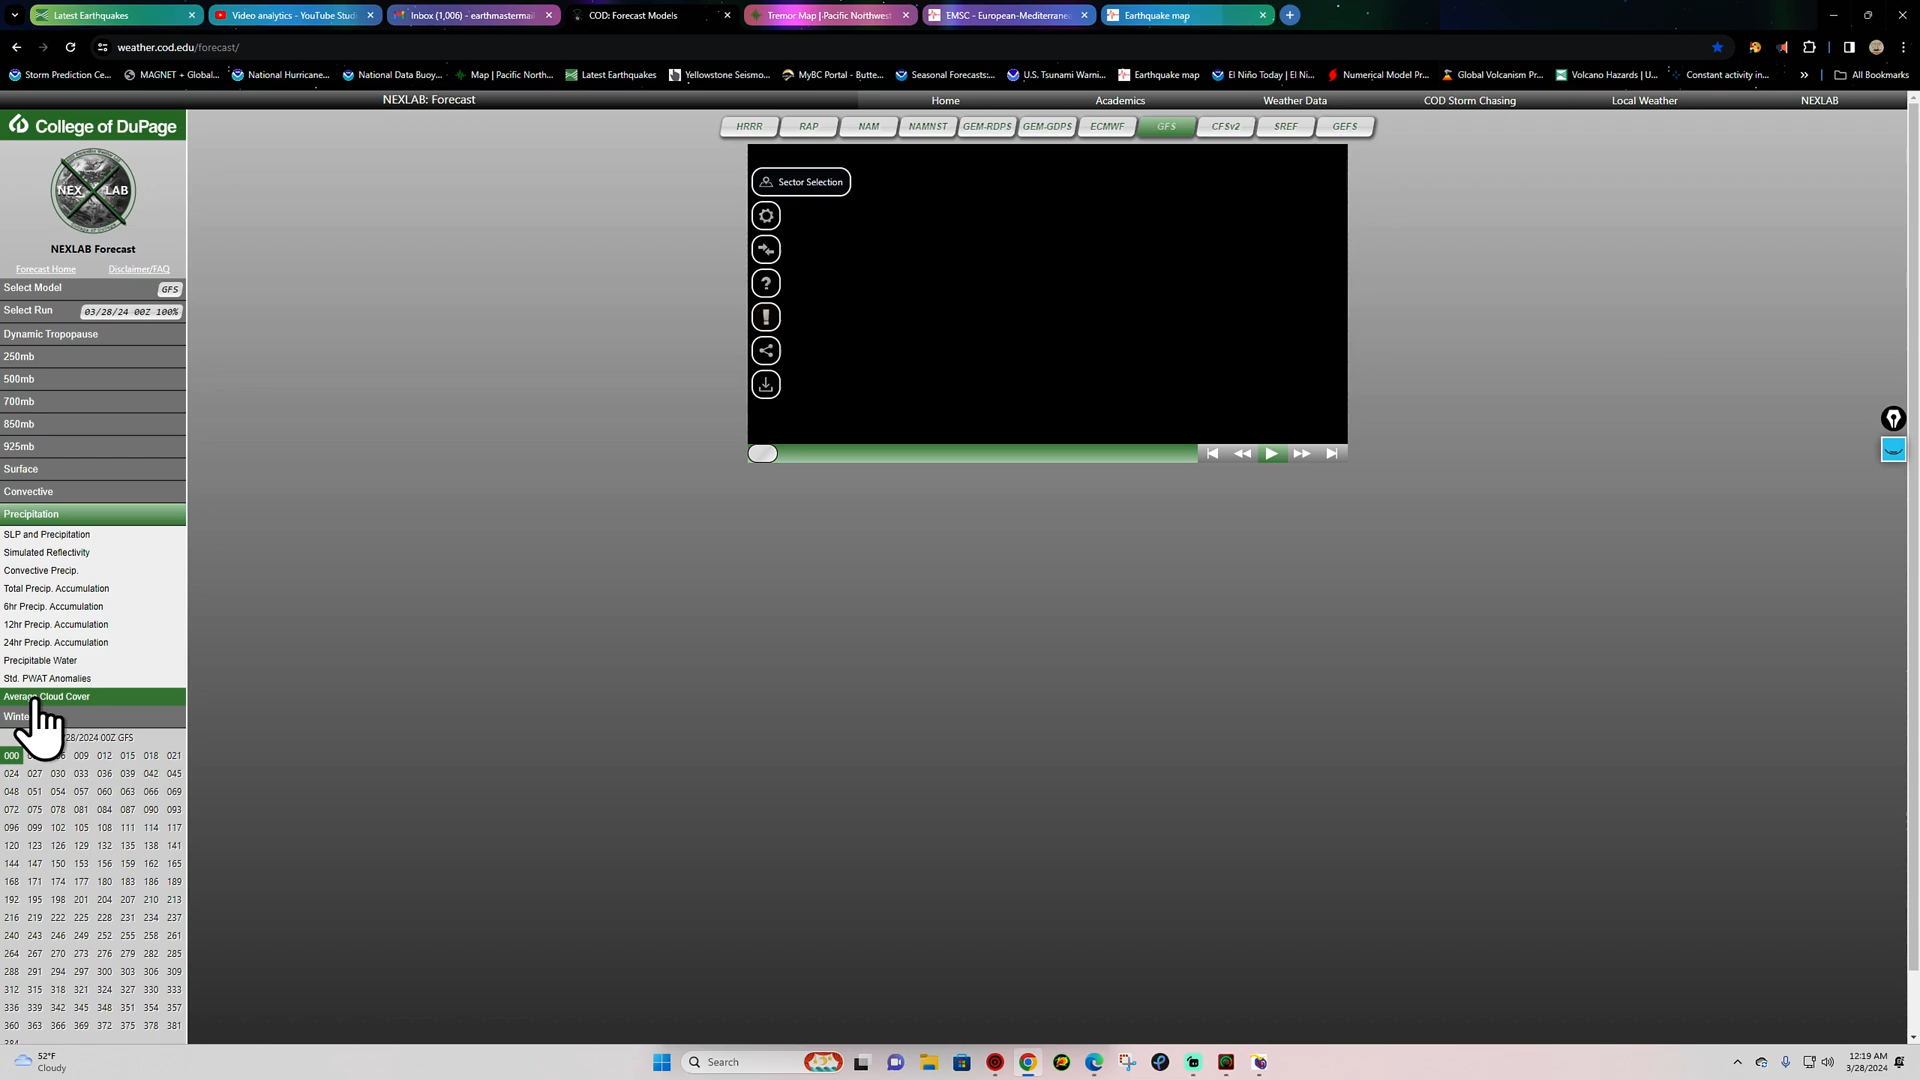 Latest Earthquakes
Video analytics - YouTube Studi
Inbox (1,006) - earthmastermail
COD: Forecast Models
Tremor Map | Pacific Northwest
EMSC - European-Mediterranea
Earthquake map
weather.cod.edu/forecast/
Storm Prediction Ce...
MAGNET + Global...
National Hurricane...
National Data Buoy...
Map | Pacific North...
Latest Earthquakes
Yellowstone Seismo...
MyBC Portal - Butte...
Seasonal Forecasts:...
U.S. Tsunami Warni...
Earthquake map
El Niño Today | El Ni...
Numerical Model Pr...
Global Volcanism Pr...
Volcano Hazards | U...
Constant activity in...
All Bookmarks
NEXLAB: Forecast
Home
Academics
Weather Data
COD Storm Chasing
Local Weather
NEXLAB
College of DuPage
NEX LAB
NEXLAB Forecast
Forecast Home Disclaimer/FAQ
Select Model GFS
Select Run 03/28/24 00Z 100%
Dynamic Tropopause
250mb
500mb
700mb
850mb
925mb
Surface
Convective
Precipitation
SLP and Precipitation
Simulated Reflectivity
Convective Precip.
Total Precip. Accumulation
6hr Precip. Accumulation
12hr Precip. Accumulation
24hr Precip. Accumulation
Precipitable Water
Std. PWAT Anomalies
Average Cloud Cover
Winte
28/2024 00Z GFS
000 009 012 015 018 021
024 027 030 033 036 039 042 045
048 051 054 057 060 063 066 069
072 075 078 081 084 087 090 093
096 099 102 105 108 111 114 117
120 123 126 129 132 135 138 141
144 147 150 153 156 159 162 165
168 171 174 177 180 183 186 189
192 195 198 201 204 207 210 213
216 219 222 225 228 231 234 237
240 243 246 249 252 255 258 261
264 267 270 273 276 279 282 285
288 291 294 297 300 303 306 309
312 315 318 321 324 327 330 333
336 339 342 345 348 351 354 357
360 363 366 369 372 375 378 381
384
HRRR RAP NAM NAMNST GEM-RDPS GEM-GDPS ECMWF GFS CFSv2 SREF GEFS
Sector Selection
52°F
Cloudy
Search
12:19 AM
3/28/2024